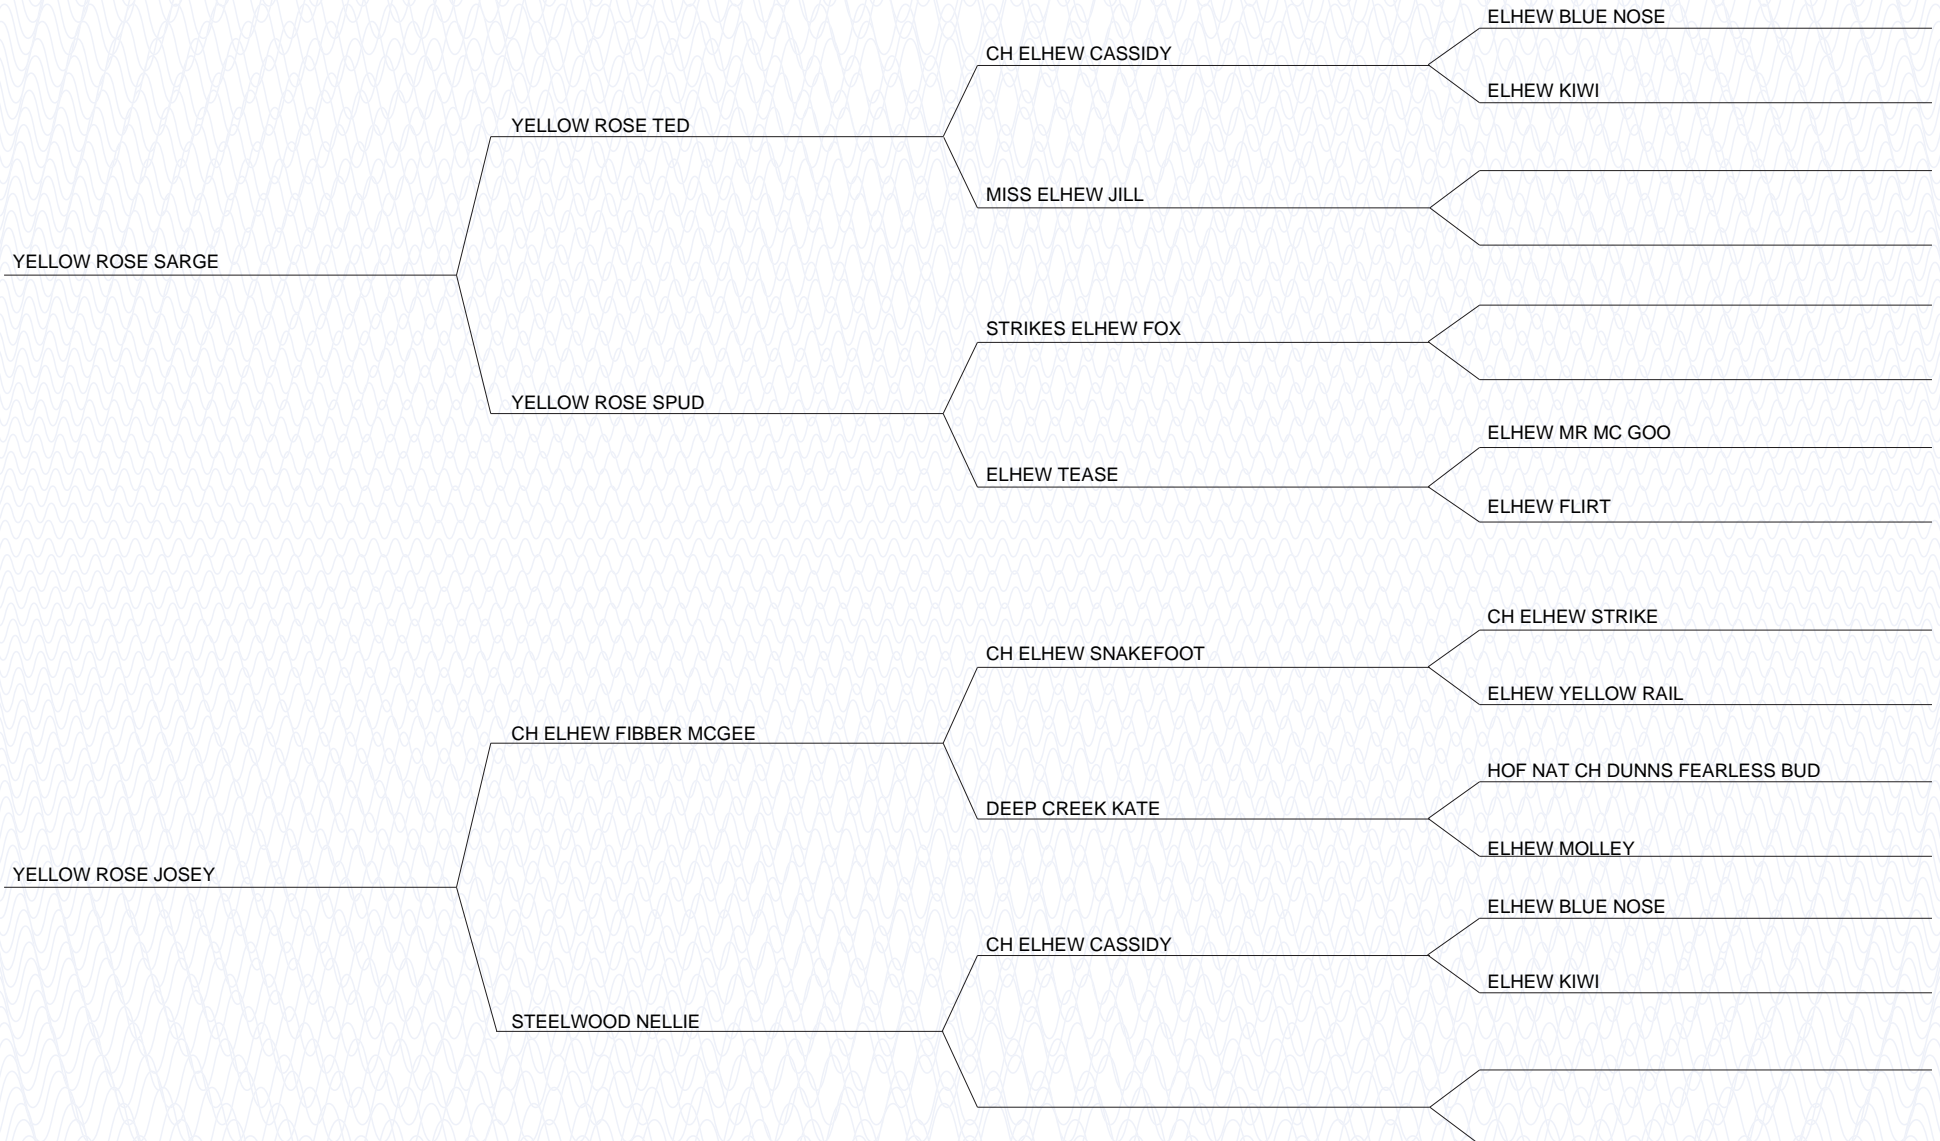 ELHEW BLUE NOSE
CH ELHEW CASSIDY
ELHEW KIWI
YELLOW ROSE TED
MISS ELHEW JILL
YELLOW ROSE SARGE
STRIKES ELHEW FOX
YELLOW ROSE SPUD
ELHEW MR MC GOO
ELHEW TEASE
ELHEW FLIRT
CH ELHEW STRIKE
CH ELHEW SNAKEFOOT
ELHEW YELLOW RAIL
CH ELHEW FIBBER MCGEE
HOF NAT CH DUNNS FEARLESS BUD
DEEP CREEK KATE
ELHEW MOLLEY
YELLOW ROSE JOSEY
ELHEW BLUE NOSE
CH ELHEW CASSIDY
ELHEW KIWI
STEELWOOD NELLIE